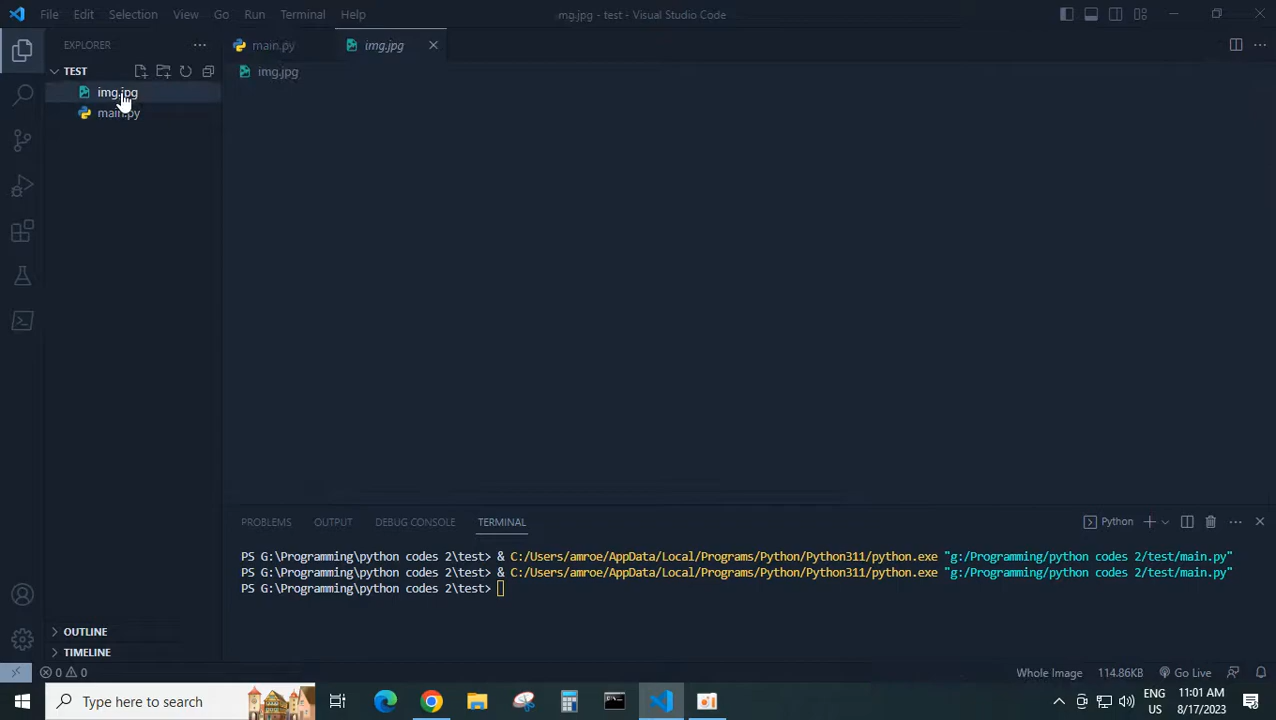 File Edit Selection View Go Run Terminal Help
mg.jpg - test - Visual Studio Code
EXPLORER
main.py
img.jpg
TEST
img.jpg
img.jpg
main.py
PROBLEMS OUTPUT DEBUG CONSOLE TERMINAL
Python
PS G:\Programming\python codes 2\test> & C:/Users/amroe/AppData/Local/Programs/Python/Python311/python.exe "g:/Programming/python codes 2/test/main.py"
PS G:\Programming\python codes 2\test> & C:/Users/amroe/AppData/Local/Programs/Python/Python311/python.exe "g:/Programming/python codes 2/test/main.py"
PS G:\Programming\python codes 2\test>
OUTLINE
TIMELINE
0 0
Whole Image 114.86KB Go Live
Type here to search
ENG
US
11:01 AM
8/17/2023